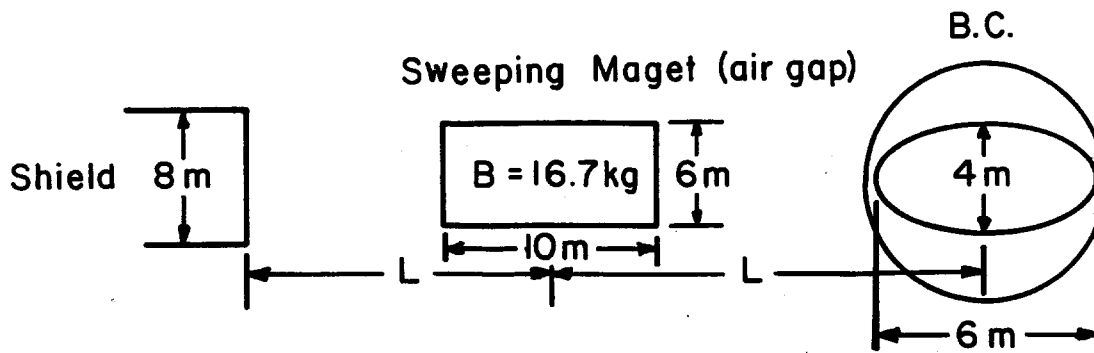 B.C.
Sweeping Maget (air gap)
Shield
8 m
B = 16.7 kg
6 m
4 m
10 m
L
L
6 m